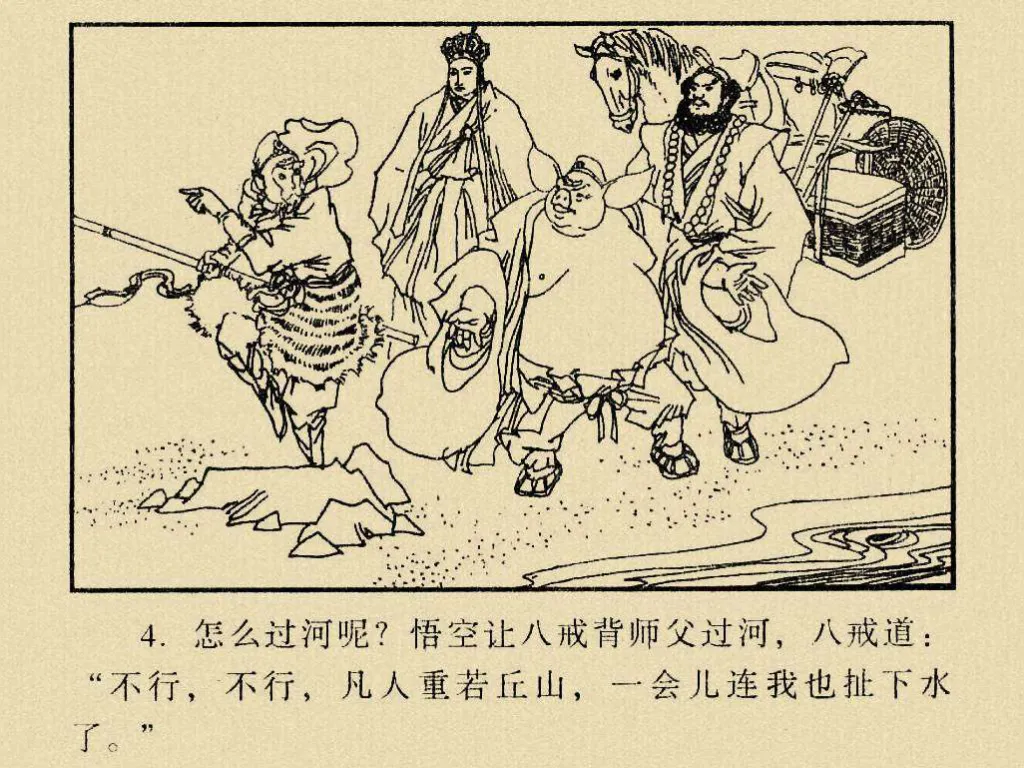 4. 怎么过河呢？悟空让八戒背师父过河，八戒道：
“不行，不行，凡人重若丘山，一会儿连我也扯下水
了。”